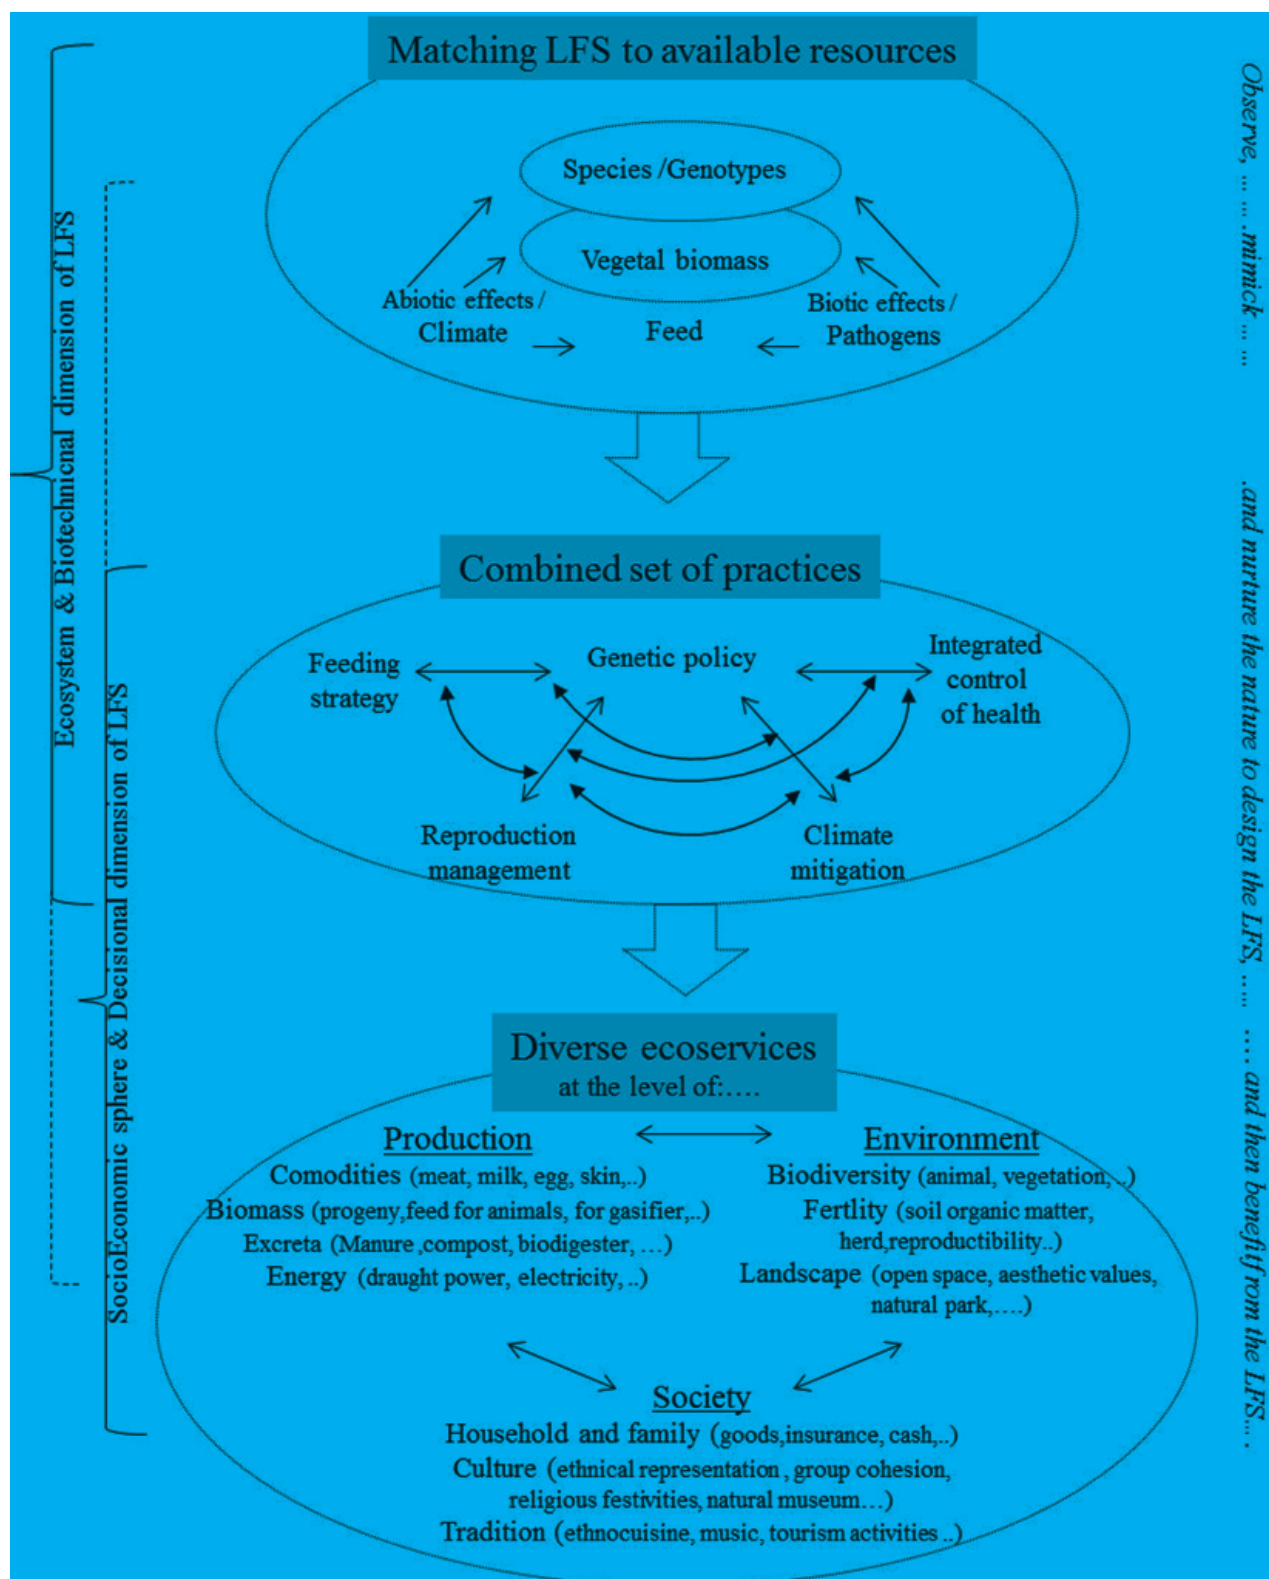 Matching LFS to available resources
Species /Genotypes
Vegetal biomass
Abiotic effects /
Climate
Feed
Biotic effects /
Pathogens
Combined set of practices
Feeding
strategy
Genetic policy
Integrated
control
of health
Reproduction
management
Climate
mitigation
Diverse ecoservices
at the level of:....
Production
Comodities (meat, milk, egg, skin,..)
Biomass (progeny,feed for animals, for gasifier,..)
Excreta (Manure ,compost, biodigester, ...)
Energy (draught power, electricity, ..)
Environment
Biodiversity (animal, vegetation, ..)
Fertlity (soil organic matter,
herd,reproductibility..)
Landscape (open space, aesthetic values,
natural park,....)
Society
Household and family (goods,insurance, cash,..)
Culture (ethnical representation , group cohesion,
religious festivities, natural museum...)
Tradition (ethnocuisine, music, tourism activities ..)
Ecosystem & Biotechnicnal dimension of LFS
SocioEconomic sphere & Decisional dimension of LFS
Observe, ... ... .mimick ... ...
.and nurture the nature to design the LFS, .....
.... and then benefit from the LFS... .